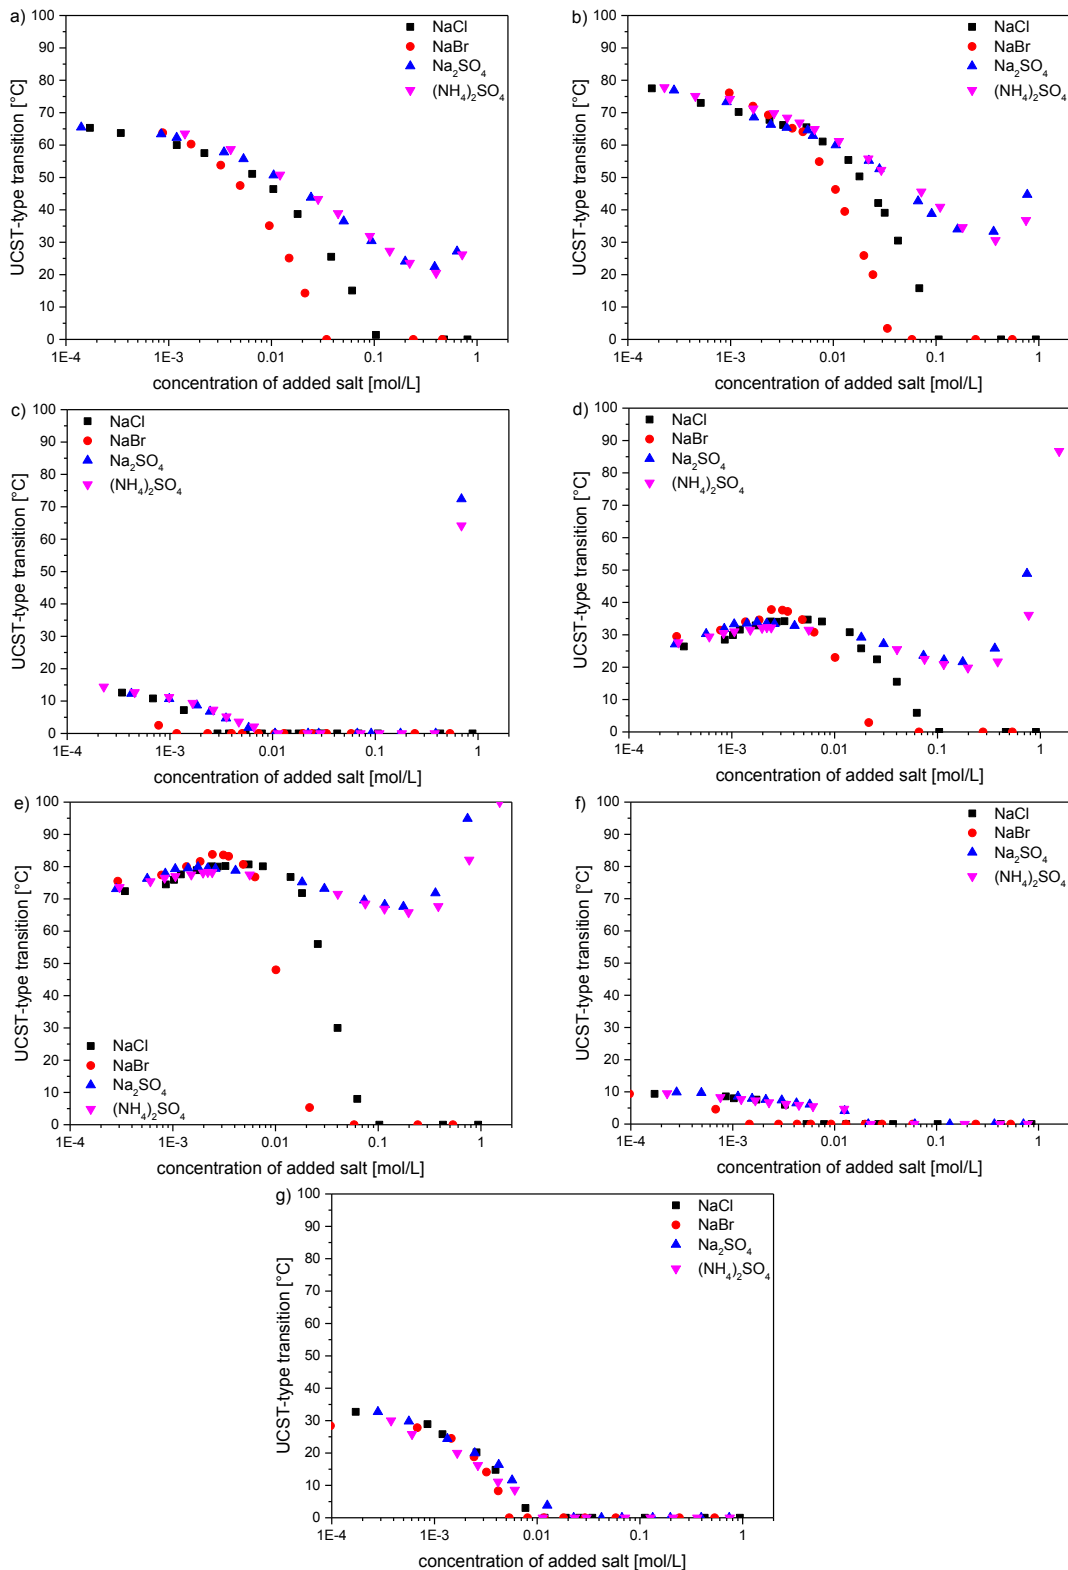 a)
100
90
80
70
60
50
40
30
20
10
0
UCST-type transition [°C]
NaCl
NaBr
Na₂SO₄
(NH₄)₂SO₄
1E-4 1E-3 0.01 0.1 1
concentration of added salt [mol/L]
b)
100
90
80
70
60
50
40
30
20
10
0
UCST-type transition [°C]
NaCl
NaBr
Na₂SO₄
(NH₄)₂SO₄
1E-4 1E-3 0.01 0.1 1
concentration of added salt [mol/L]
c)
100
90
80
70
60
50
40
30
20
10
0
UCST-type transition [°C]
NaCl
NaBr
Na₂SO₄
(NH₄)₂SO₄
1E-4 1E-3 0.01 0.1 1
concentration of added salt [mol/L]
d)
100
90
80
70
60
50
40
30
20
10
0
UCST-type transition [°C]
NaCl
NaBr
Na₂SO₄
(NH₄)₂SO₄
1E-4 1E-3 0.01 0.1 1
concentration of added salt [mol/L]
e)
100
90
80
70
60
50
40
30
20
10
0
UCST-type transition [°C]
NaCl
NaBr
Na₂SO₄
(NH₄)₂SO₄
1E-4 1E-3 0.01 0.1 1
concentration of added salt [mol/L]
f)
100
90
80
70
60
50
40
30
20
10
0
UCST-type transition [°C]
NaCl
NaBr
Na₂SO₄
(NH₄)₂SO₄
1E-4 1E-3 0.01 0.1 1
concentration of added salt [mol/L]
g)
100
90
80
70
60
50
40
30
20
10
0
UCST-type transition [°C]
NaCl
NaBr
Na₂SO₄
(NH₄)₂SO₄
1E-4 1E-3 0.01 0.1 1
concentration of added salt [mol/L]